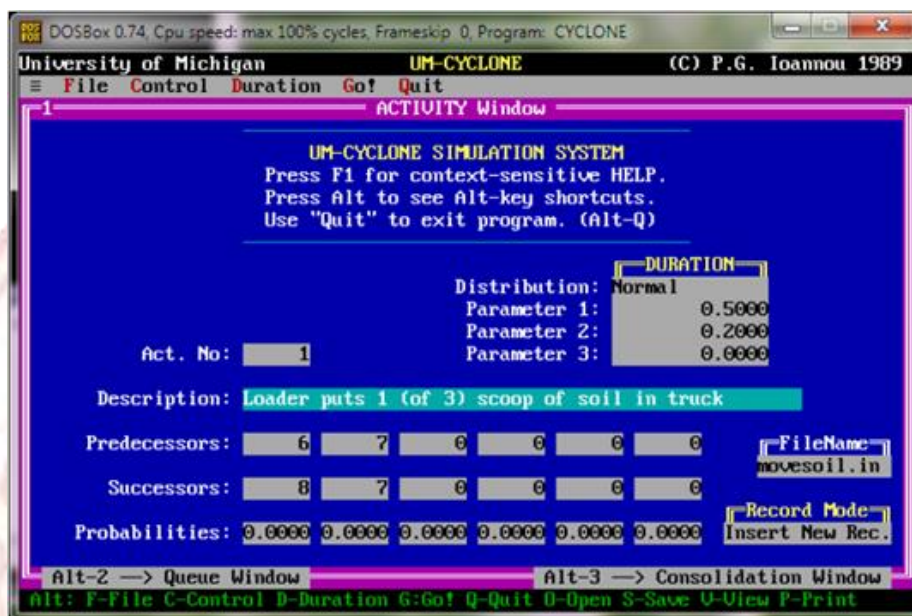 DOSBox 0.74, Cpu speed: max 100% cycles, Frameskip 0, Program: CYCLONE
University of Michigan UM-CYCLONE (C) P.G. Ioannou 1989
≡ File Control Duration Go! Quit
1 ACTIVITY Window
UM-CYCLONE SIMULATION SYSTEM
Press F1 for context-sensitive HELP.
Press Alt to see Alt-key shortcuts.
Use "Quit" to exit program. (Alt-Q)
DURATION
Distribution: Normal
Parameter 1: 0.5000
Parameter 2: 0.2000
Act. No: 1 Parameter 3: 0.0000
Description: Loader puts 1 (of 3) scoop of soil in truck
Predecessors: 6 7 0 0 0 0 FileName
movesoil.in
Successors: 8 7 0 0 0 0
Record Mode
Probabilities: 0.0000 0.0000 0.0000 0.0000 0.0000 0.0000 Insert New Rec.
Alt-2 —> Queue Window Alt-3 —> Consolidation Window
Alt: F-File C-Control D-Duration G:Go! Q-Quit O-Open S-Save V-View P-Print